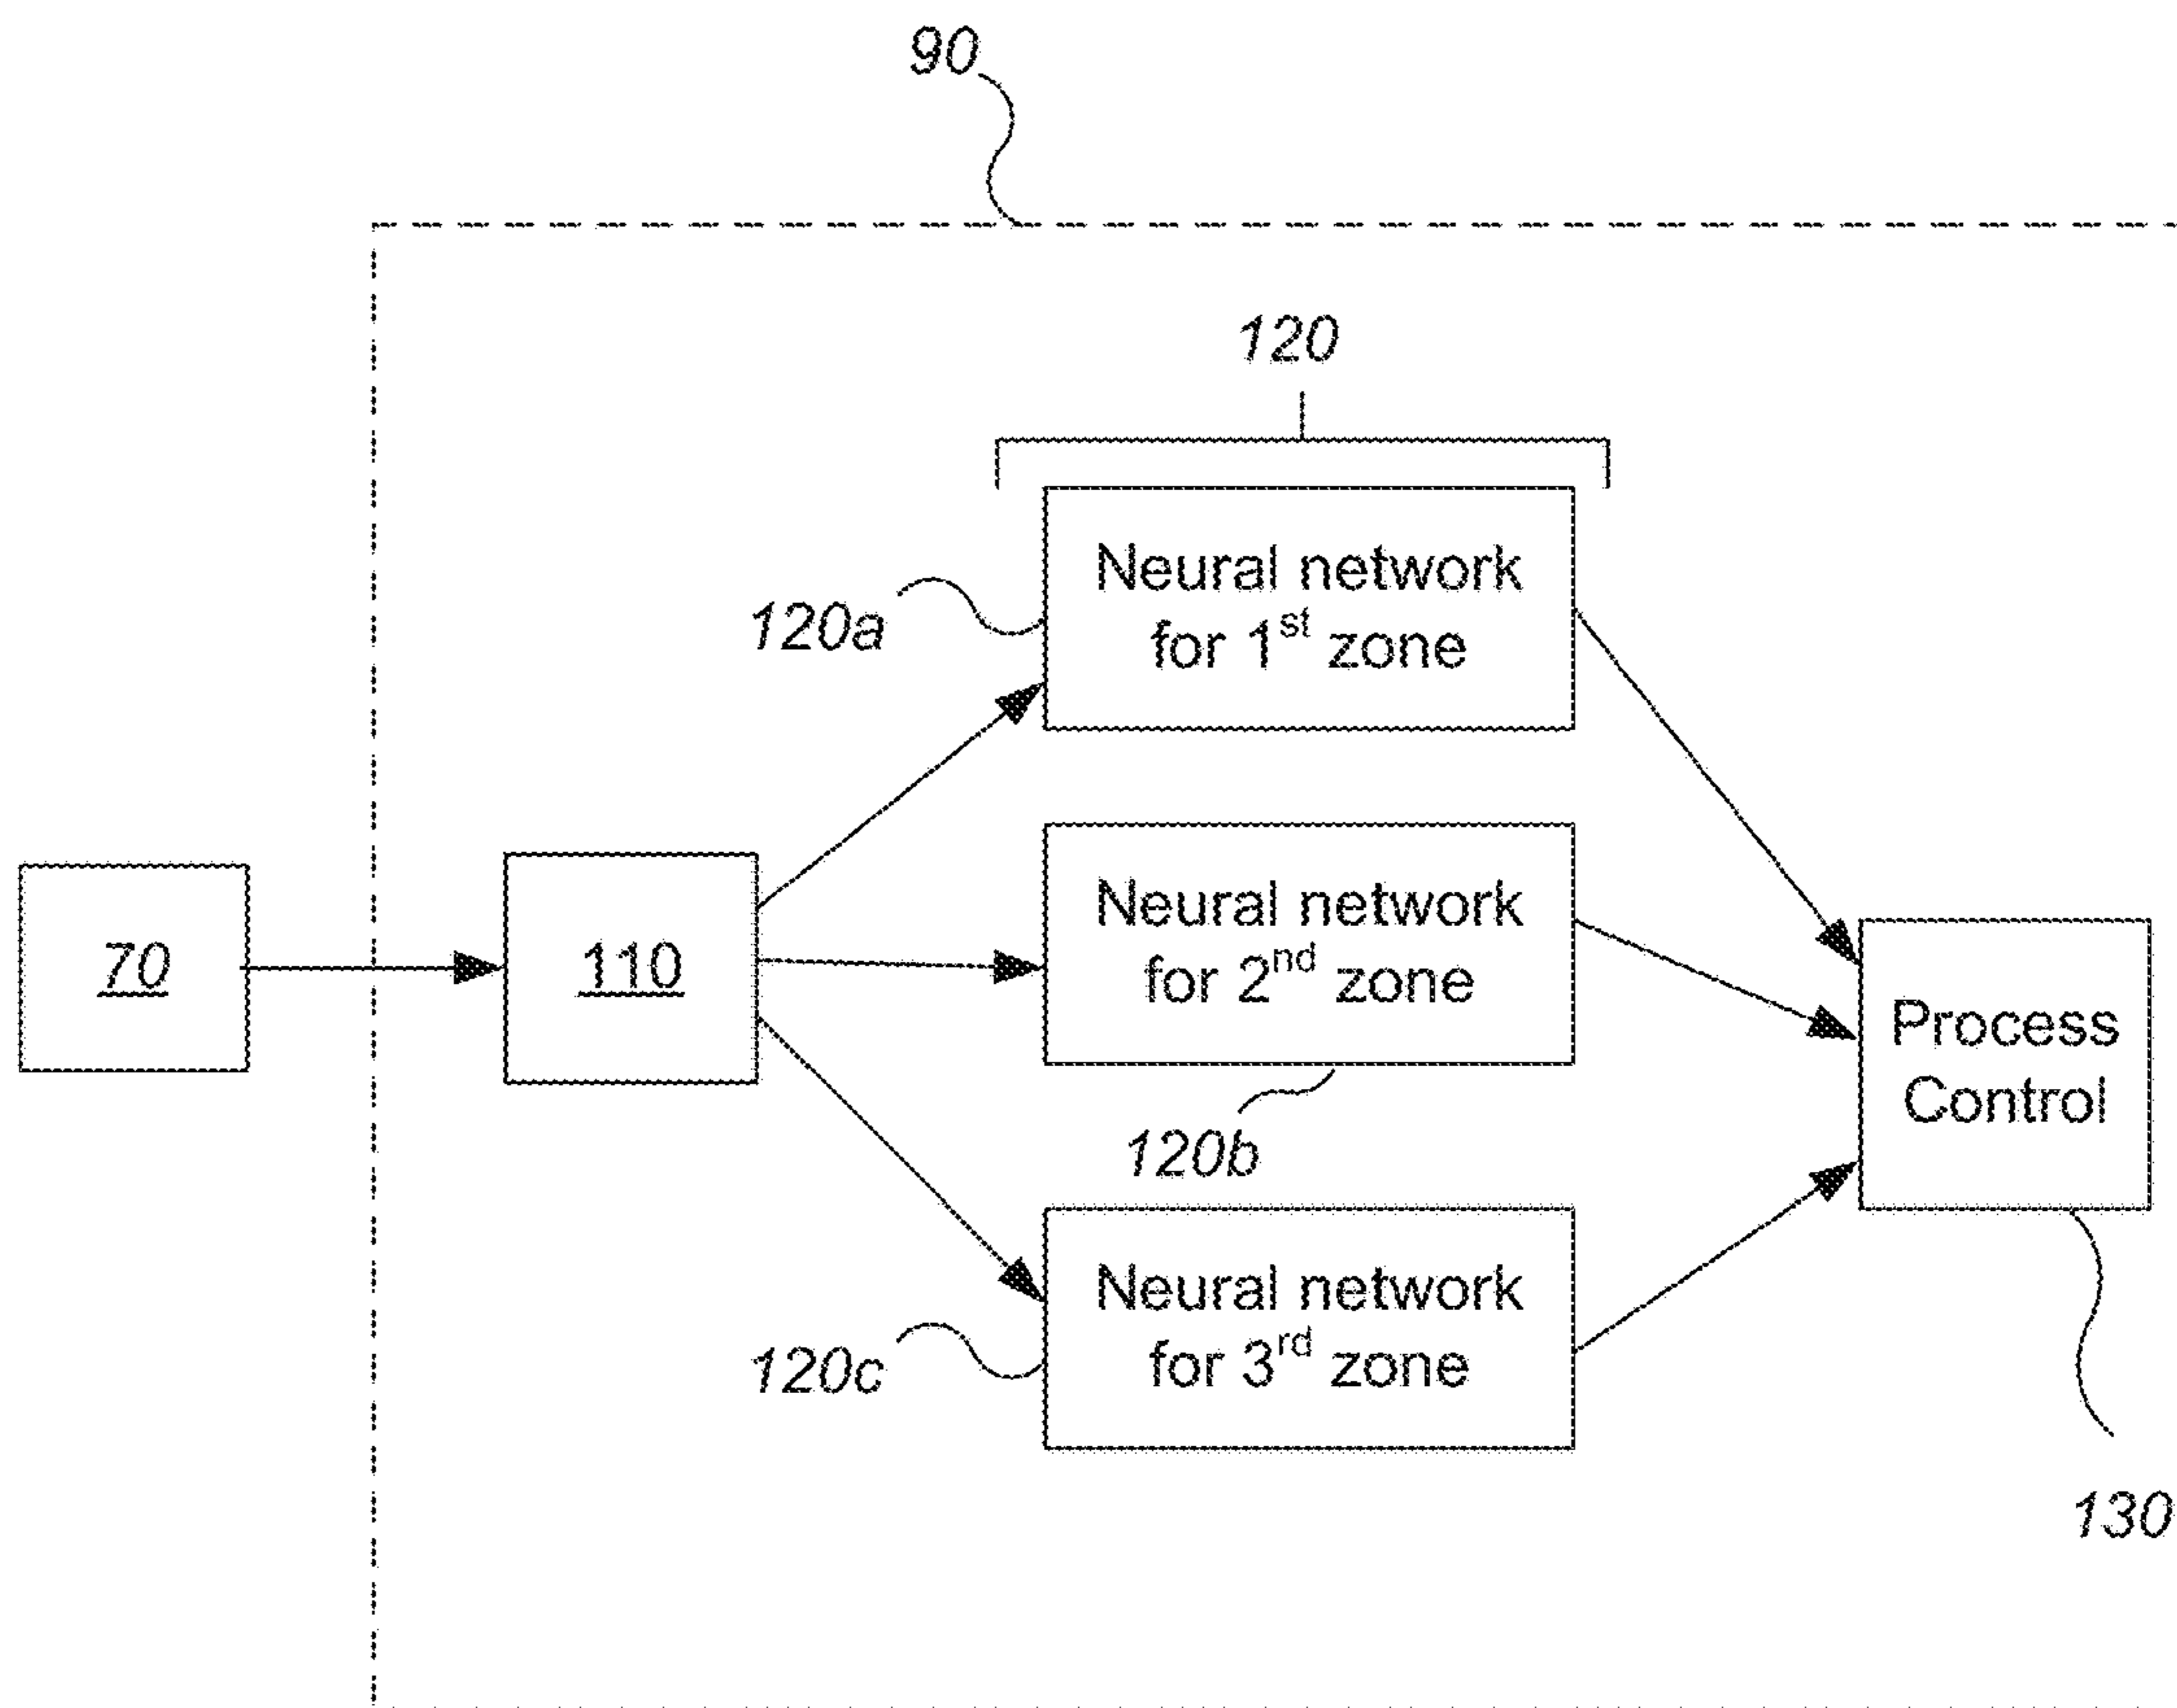 90
120
Neural network
for 1st zone
120a
Neural network
for 2nd zone
70
110
Process
Control
120b
Neural network
for 3rd zone
120c
130